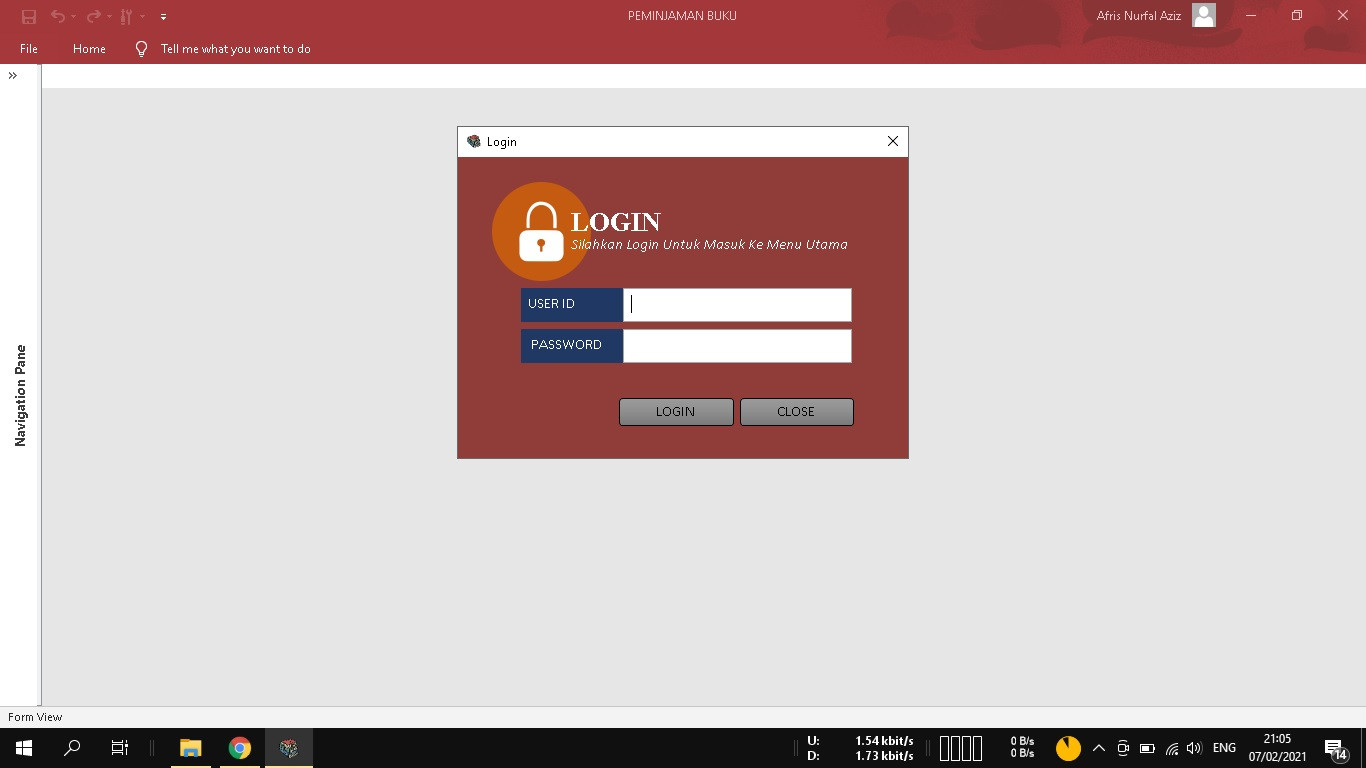 PEMINJAMAN BUKU
Afris Nurfal Aziz
File Home Tell me what you want to do
Login
LOGIN
Silahkan Login Untuk Masuk Ke Menu Utama
USER ID
PASSWORD
LOGIN CLOSE
Navigation Pane
Form View
U: 1.54 kbit/s
D: 1.73 kbit/s
0 B/s
0 B/s
ENG
21:05
07/02/2021
14